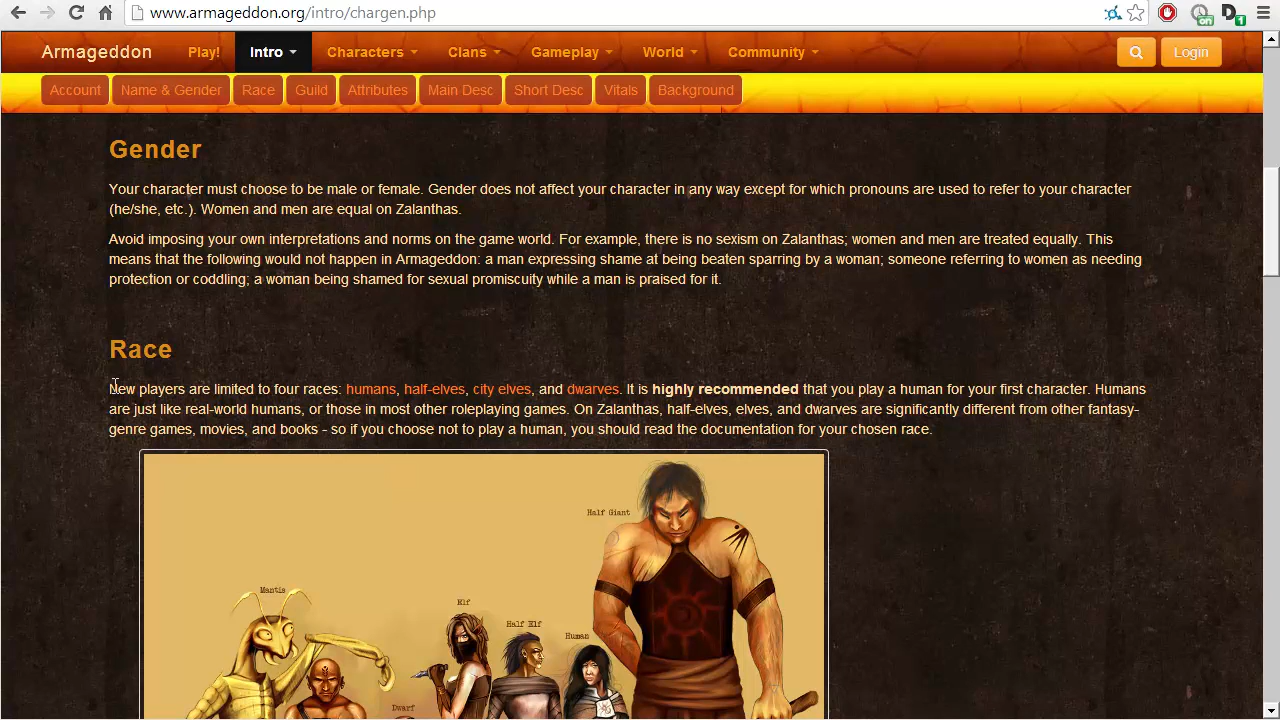 www.armageddon.org/intro/chargen.php
on
1
Armageddon Play! Intro Characters Clans Gameplay World Community Login
Account Name & Gender Race Guild Attributes Main Desc Short Desc Vitals Background
Gender
Your character must choose to be male or female. Gender does not affect your character in any way except for which pronouns are used to refer to your character
(he/she, etc.). Women and men are equal on Zalanthas.
Avoid imposing your own interpretations and norms on the game world. For example, there is no sexism on Zalanthas; women and men are treated equally. This
means that the following would not happen in Armageddon: a man expressing shame at being beaten sparring by a woman; someone referring to women as needing
protection or coddling; a woman being shamed for sexual promiscuity while a man is praised for it.
Race
New players are limited to four races: humans, half-elves, city elves, and dwarves. It is highly recommended that you play a human for your first character. Humans
are just like real-world humans, or those in most other roleplaying games. On Zalanthas, half-elves, elves, and dwarves are significantly different from other fantasy-
genre games, movies, and books - so if you choose not to play a human, you should read the documentation for your chosen race.
Half Giant
Mantis
Elf
Half Elf
Human
Dwarf